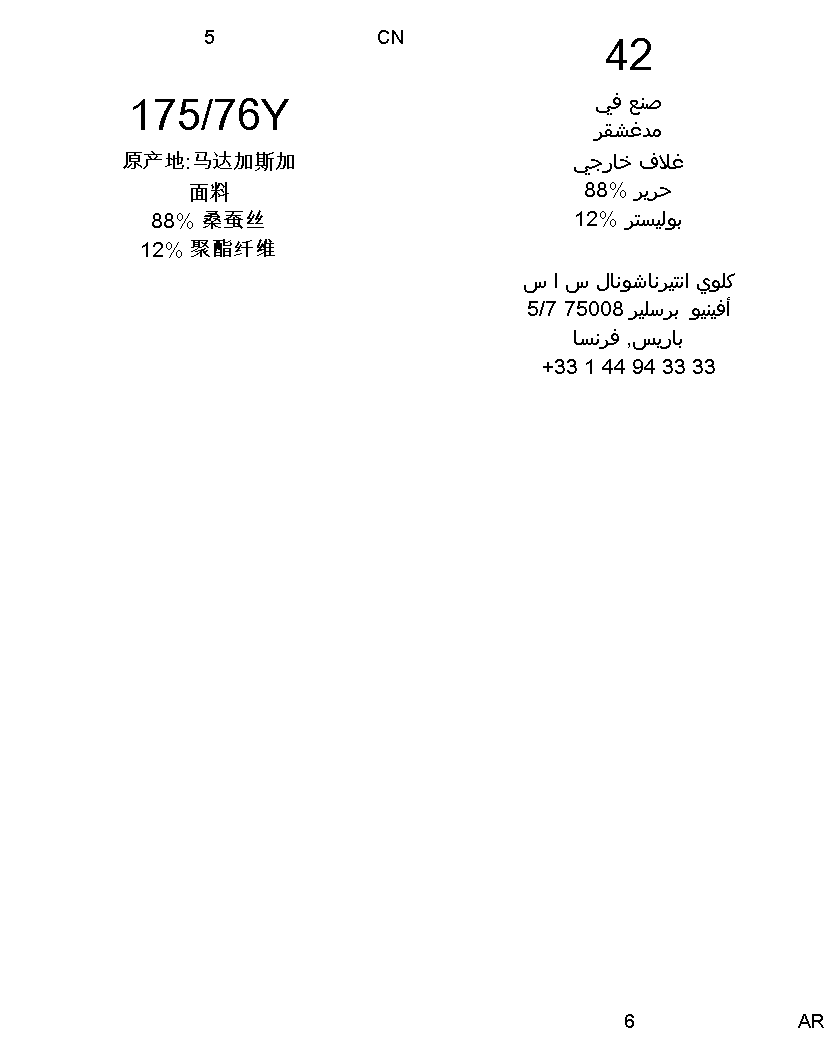 5
CN
175/76Y
原产地:马达加斯加
面料
88% 桑蚕丝
12% 聚酯纤维
42
صنع في
مدغشقر
غلاف خارجي
حرير 88%
بوليستر 12%
كلوي انتيرناشونال س ا س
أفينيو برسلير 75008 5/7
باريس, فرنسا
+33 1 44 94 33 33
6
AR